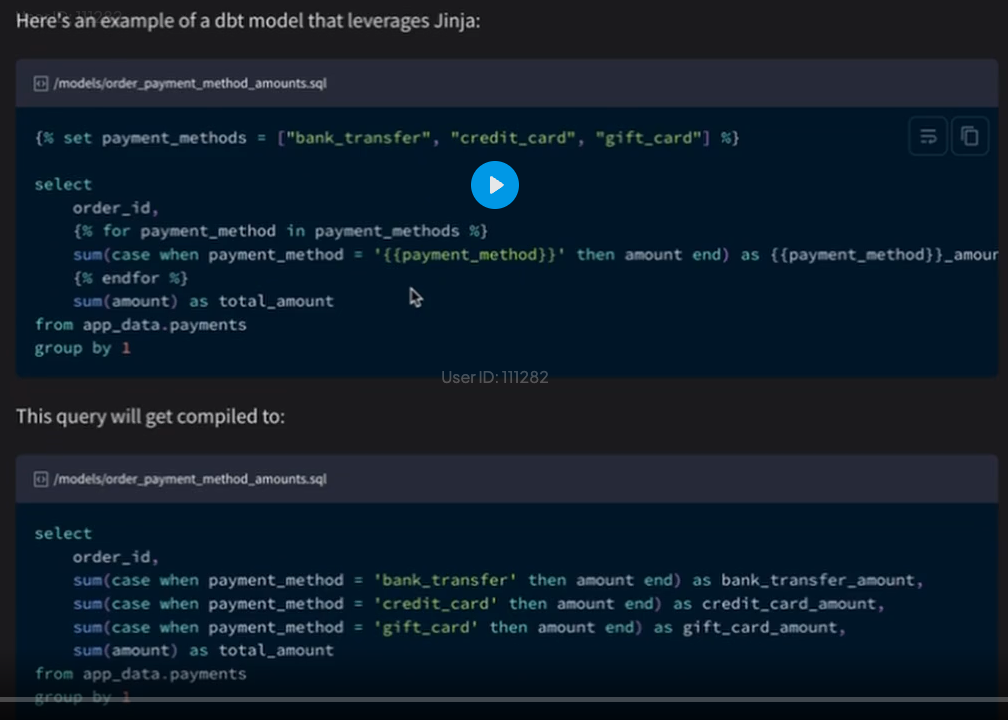 User ID: 111282
Here's an example of a dbt model that leverages Jinja:
/models/order_payment_method_amounts.sql
{% set payment_methods = ["bank_transfer", "credit_card", "gift_card"] %}
select
    order_id,
    {% for payment_method in payment_methods %}
    sum(case when payment_method = '{{payment_method}}' then amount end) as {{payment_method}}_amour
    {% endfor %}
    sum(amount) as total_amount
from app_data.payments
group by 1
User ID: 111282
This query will get compiled to:
/models/order_payment_method_amounts.sql
select
    order_id,
    sum(case when payment_method = 'bank_transfer' then amount end) as bank_transfer_amount,
    sum(case when payment_method = 'credit_card' then amount end) as credit_card_amount,
    sum(case when payment_method = 'gift_card' then amount end) as gift_card_amount,
    sum(amount) as total_amount
from app_data.payments
group by 1